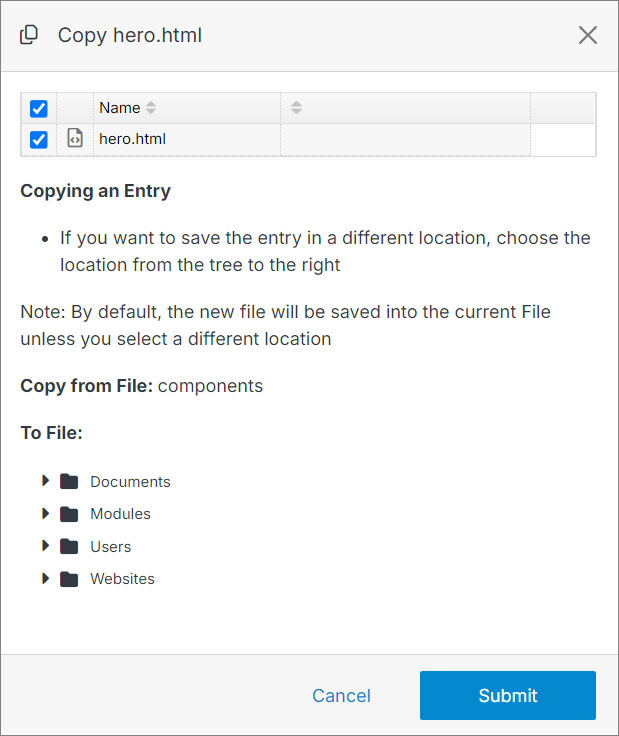 Copy hero.html
Name
hero.html
Copying an Entry
• If you want to save the entry in a different location, choose the
location from the tree to the right
Note: By default, the new file will be saved into the current File
unless you select a different location
Copy from File: components
To File:
Documents
Modules
Users
Websites
Cancel Submit